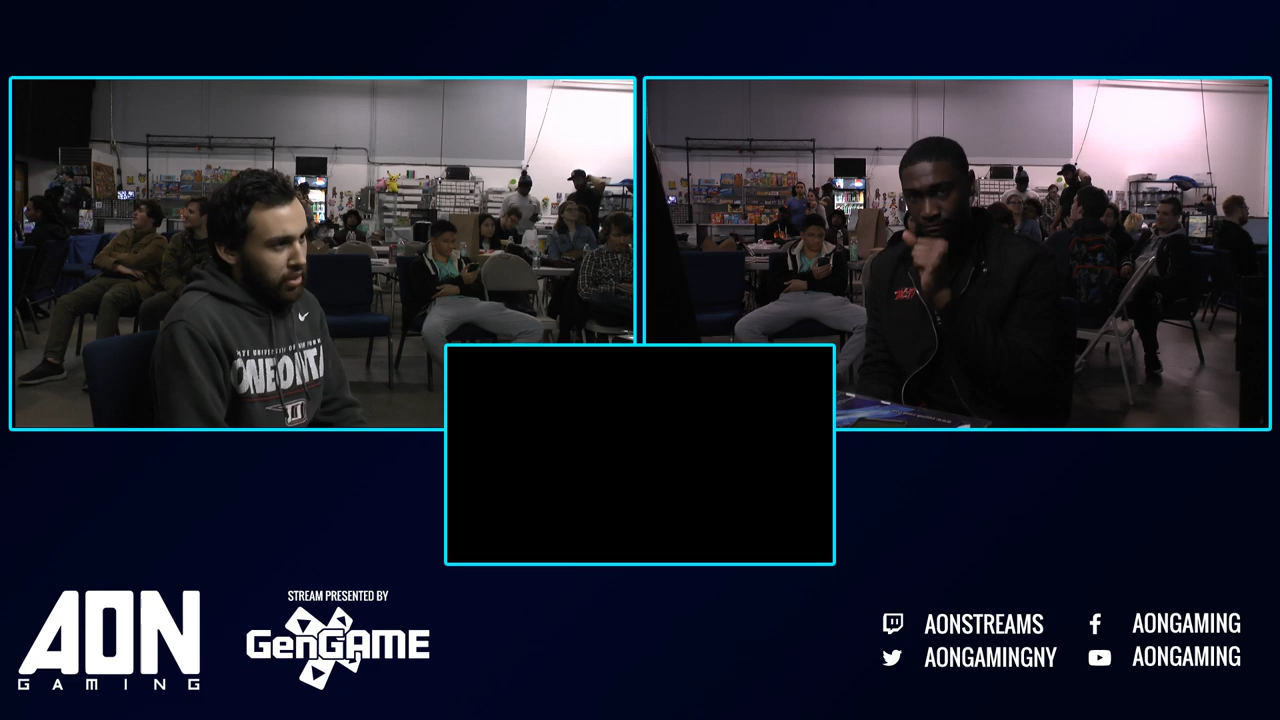 ONEONTA
AON
GAMING
STREAM PRESENTED BY
GENGAME
AONSTREAMS
AONGAMING
AONGAMINGNY
AONGAMING